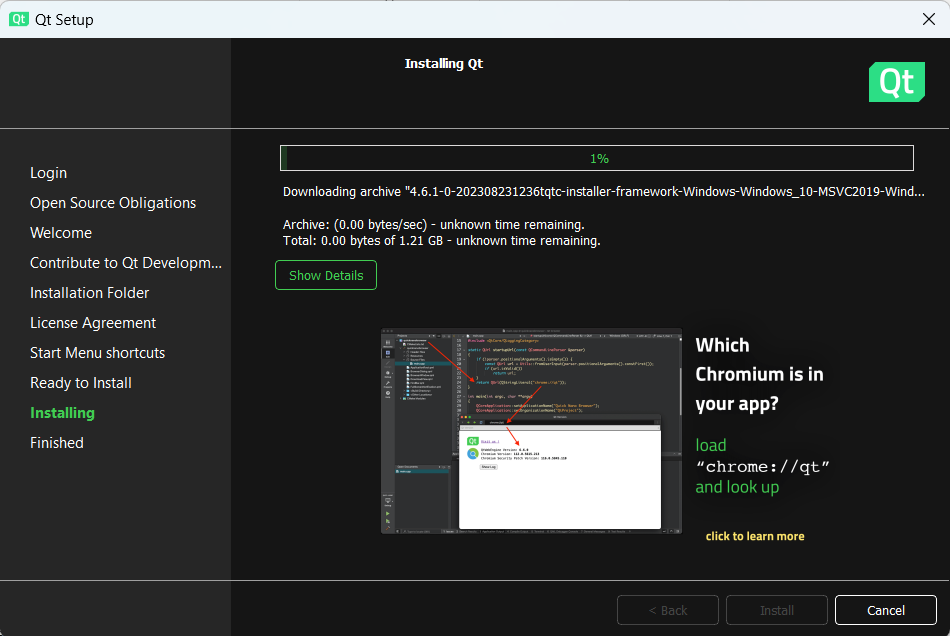 Qt Qt Setup
Installing Qt
Qt
Login
Open Source Obligations
Welcome
Contribute to Qt Developm...
Installation Folder
License Agreement
Start Menu shortcuts
Ready to Install
Installing
Finished
1%
Downloading archive "4.6.1-0-202308231236tqtc-installer-framework-Windows-Windows_10-MSVC2019-Wind...
Archive: (0.00 bytes/sec) - unknown time remaining.
Total: 0.00 bytes of 1.21 GB - unknown time remaining.
Show Details
Which
Chromium is in
your app?
load
“chrome://qt”
and look up
click to learn more
< Back
Install
Cancel